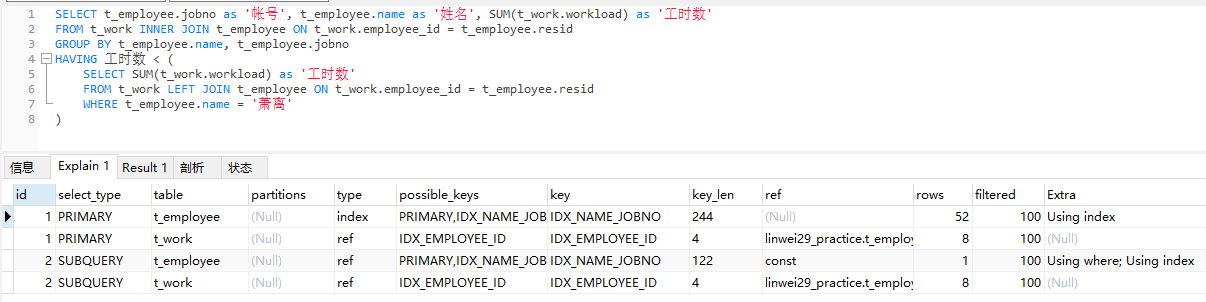 1 SELECT t_employee.jobno as '帐号', t_employee.name as '姓名', SUM(t_work.workload) as '工时数'
2 FROM t_work INNER JOIN t_employee ON t_work.employee_id = t_employee.resid
3 GROUP BY t_employee.name, t_employee.jobno
4 HAVING 工时数 < (
5 SELECT SUM(t_work.workload) as '工时数'
6 FROM t_work LEFT JOIN t_employee ON t_work.employee_id = t_employee.resid
7 WHERE t_employee.name = '萧离'
8 )
信息 Explain 1 Result 1 剖析 状态
id select_type table partitions type possible_keys key key_len ref rows filtered Extra
1 PRIMARY t_employee (Null) index PRIMARY,IDX_NAME_JOB IDX_NAME_JOBNO 244 (Null) 52 100 Using index
1 PRIMARY t_work (Null) ref IDX_EMPLOYEE_ID IDX_EMPLOYEE_ID 4 linwei29_practice.t_employ 8 100 (Null)
2 SUBQUERY t_employee (Null) ref PRIMARY,IDX_NAME_JOB IDX_NAME_JOBNO 122 const 1 100 Using where; Using index
2 SUBQUERY t_work (Null) ref IDX_EMPLOYEE_ID IDX_EMPLOYEE_ID 4 linwei29_practice.t_employ 8 100 (Null)